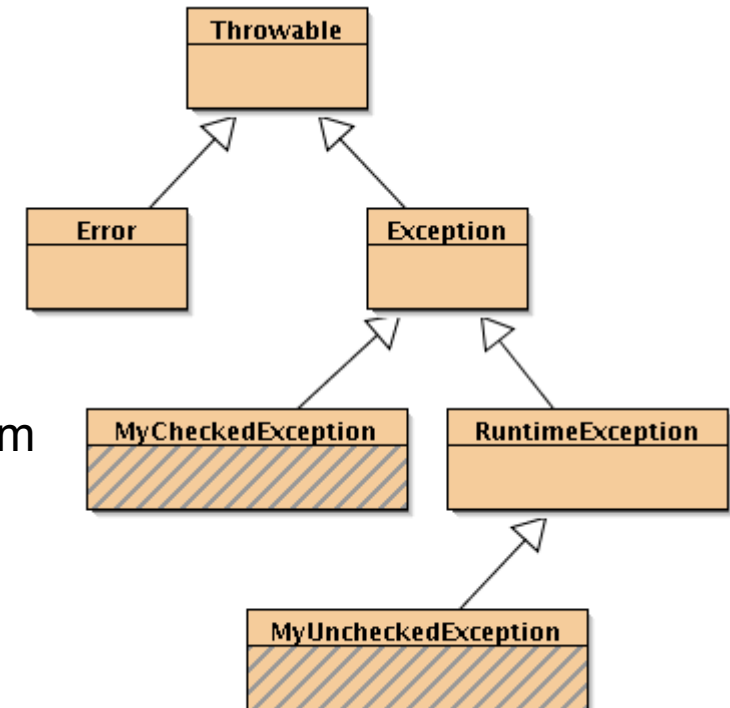 Throwable
Error
Exception
m
MyCheckedException
RuntimeException
MyUncheckedException